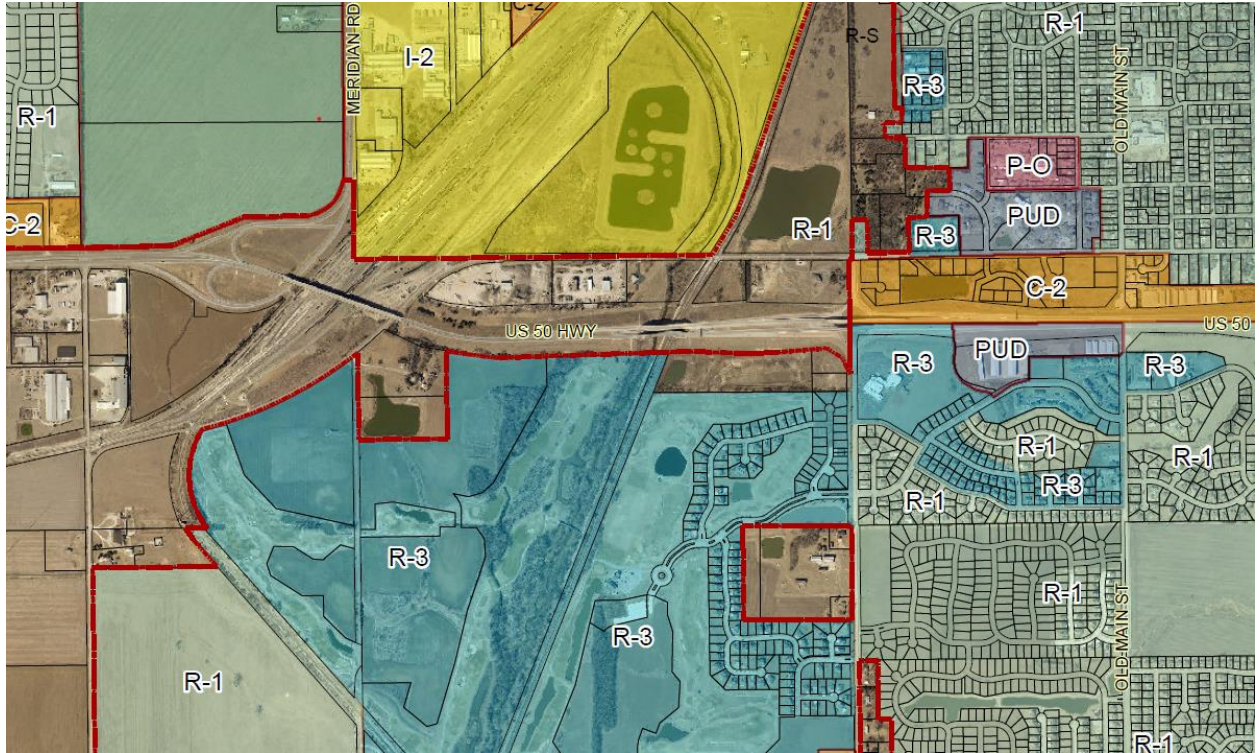 C-2
R-1
MERIDIAN RD
I-2
R-S
R-3
OLD MAIN ST
R-1
P-O
C-2
R-1
R-3
PUD
C-2
US 50 HWY
US 50
R-3
PUD
R-3
R-1
R-1
R-3
R-1
R-3
R-1
R-3
R-1
OLD MAIN ST
R-1